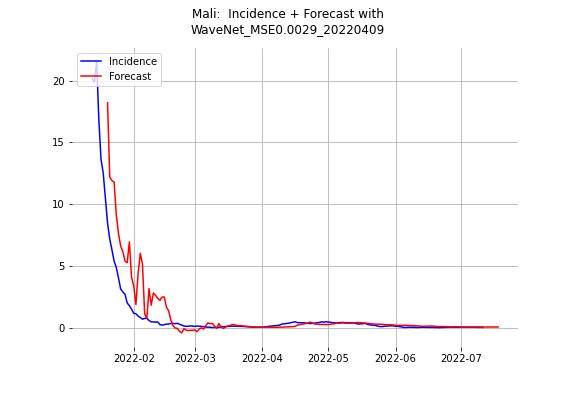 Mali:  Incidence + Forecast with
WaveNet_MSE0.0029_20220409
Incidence
Forecast
20
15
10
5
0
2022-02 2022-03 2022-04 2022-05 2022-06 2022-07